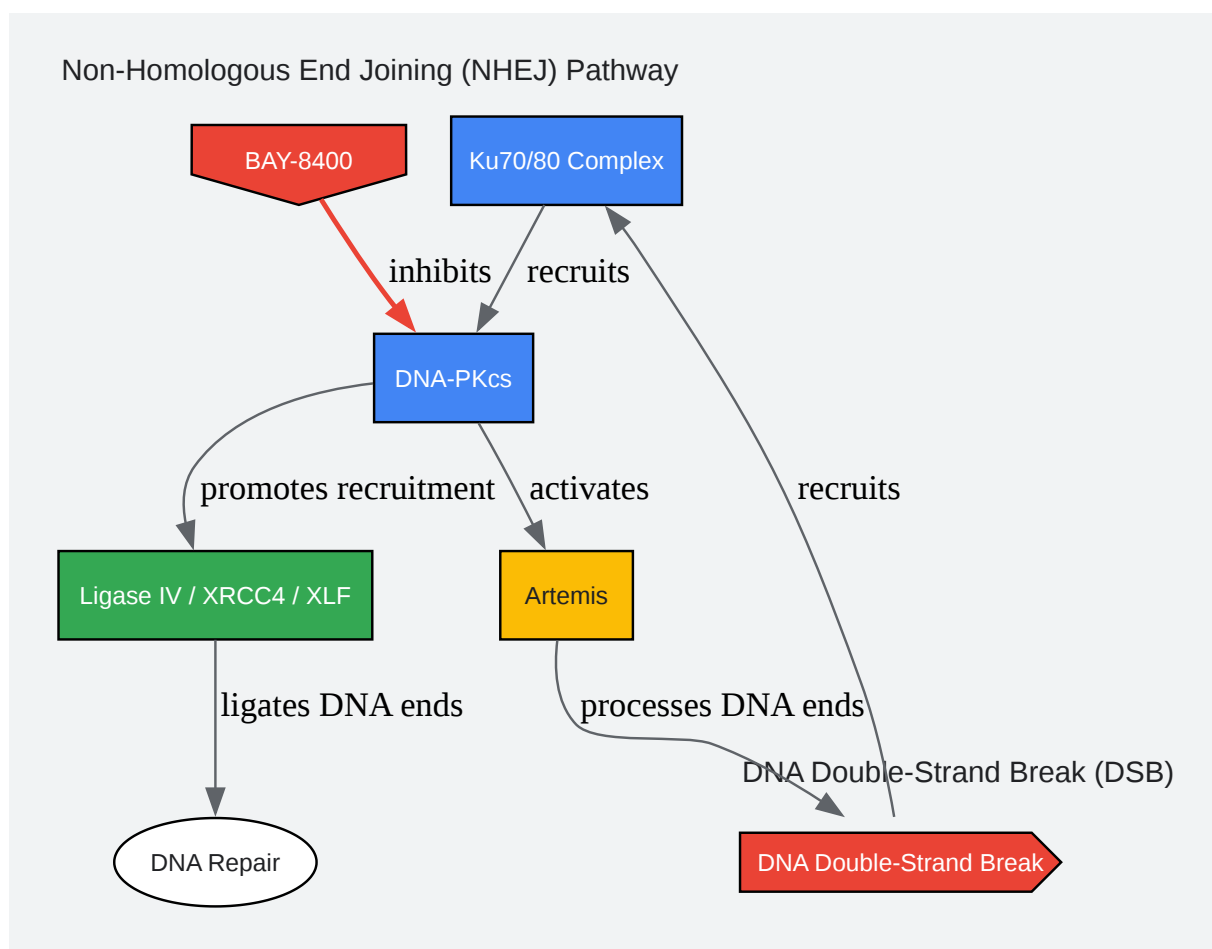 Non-Homologous End Joining (NHEJ) Pathway
BAY-8400
Ku70/80 Complex
inhibits
recruits
DNA-PKcs
promotes recruitment
activates
recruits
Ligase IV / XRCC4 / XLF
Artemis
ligates DNA ends
processes DNA ends
DNA Double-Strand Break (DSB)
DNA Repair
DNA Double-Strand Break